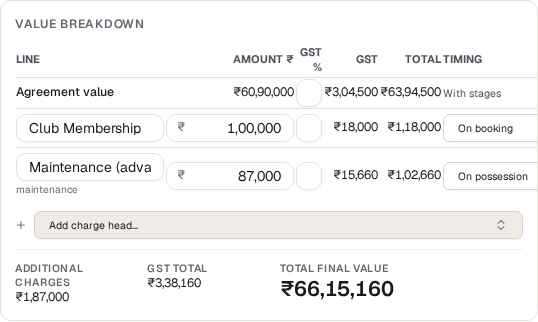 VALUE BREAKDOWN
LINE AMOUNT ₹ GST % GST TOTAL TIMING
Agreement value ₹60,90,000 ₹3,04,500 ₹63,94,500 With stages
Club Membership ₹ 1,00,000 ₹18,000 ₹1,18,000 On booking
Maintenance (adva ₹ 87,000 ₹15,660 ₹1,02,660 On possession
maintenance
+ Add charge head...
ADDITIONAL CHARGES GST TOTAL TOTAL FINAL VALUE
₹1,87,000 ₹3,38,160 ₹66,15,160